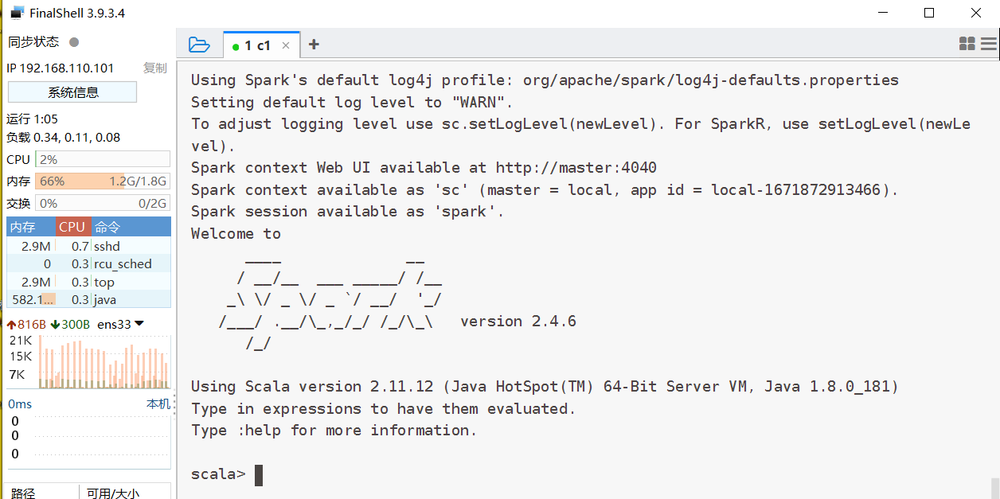 FinalShell 3.9.3.4
同步状态
IP 192.168.110.101 复制
系统信息
运行 1:05
负载 0.34, 0.11, 0.08
CPU 2%
内存 66% 1.2G/1.8G
交换 0% 0/2G
内存 CPU 命令
2.9M 0.7 sshd
0 0.3 rcu_sched
2.9M 0.3 top
582.1... 0.3 java
816B 300B ens33
21K
15K
7K
0ms 本机
0
0
0
路径 可用/大小
1 c1
Using Spark's default log4j profile: org/apache/spark/log4j-defaults.properties
Setting default log level to "WARN".
To adjust logging level use sc.setLogLevel(newLevel). For SparkR, use setLogLevel(newLe
vel).
Spark context Web UI available at http://master:4040
Spark context available as 'sc' (master = local, app id = local-1671872913466).
Spark session available as 'spark'.
Welcome to
      ____              __
     / __/__  ___ _____/ /__
    _\ \/ _ \/ _ `/ __/  '_/
   /___/ .__/\_,_/_/ /_/\_\   version 2.4.6
      /_/
Using Scala version 2.11.12 (Java HotSpot(TM) 64-Bit Server VM, Java 1.8.0_181)
Type in expressions to have them evaluated.
Type :help for more information.
scala>